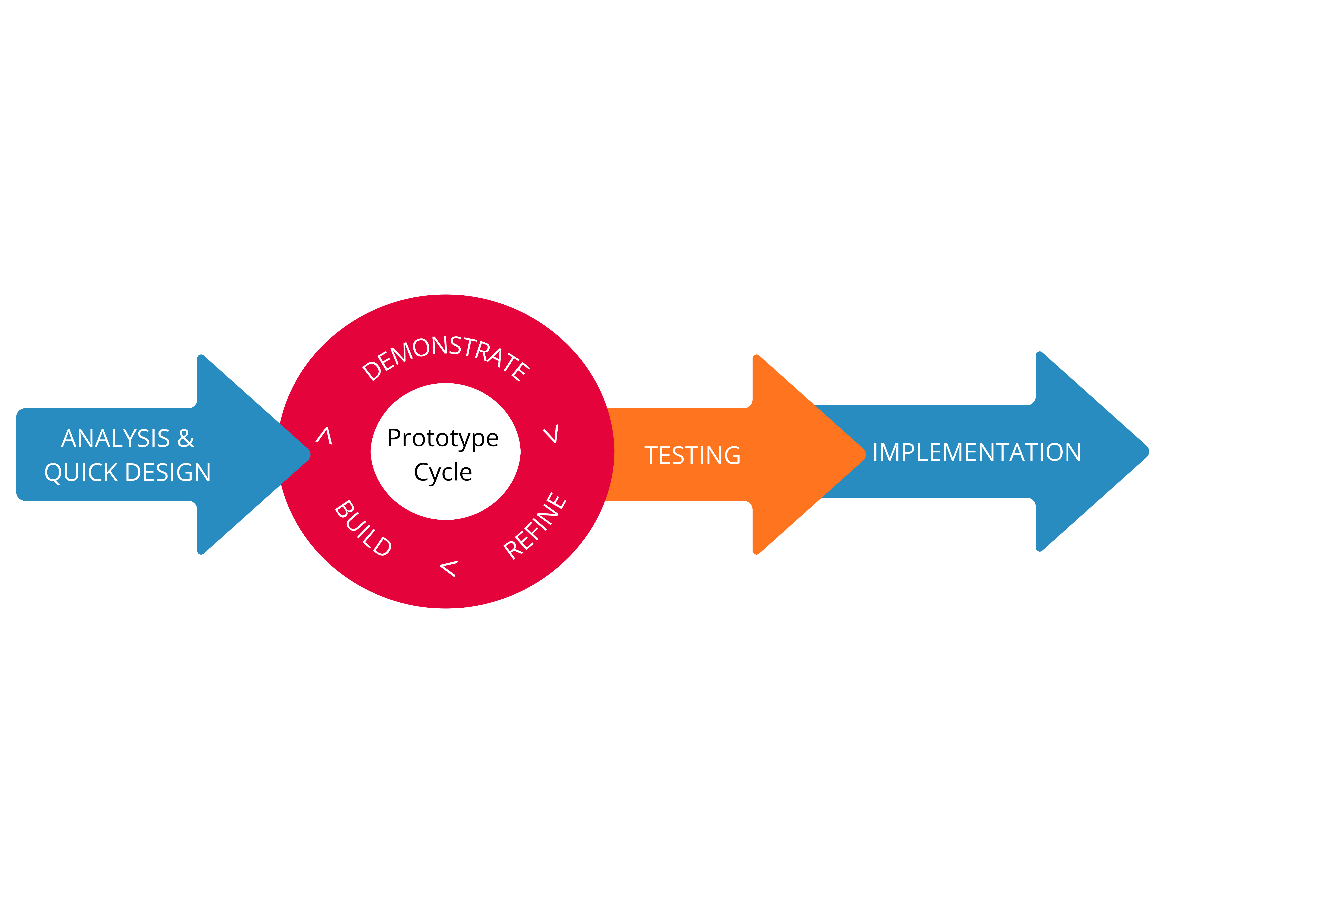 ANALYSIS &
QUICK DESIGN
DEMONSTRATE
>
REFINE
<
BUILD
>
Prototype
Cycle
TESTING
IMPLEMENTATION